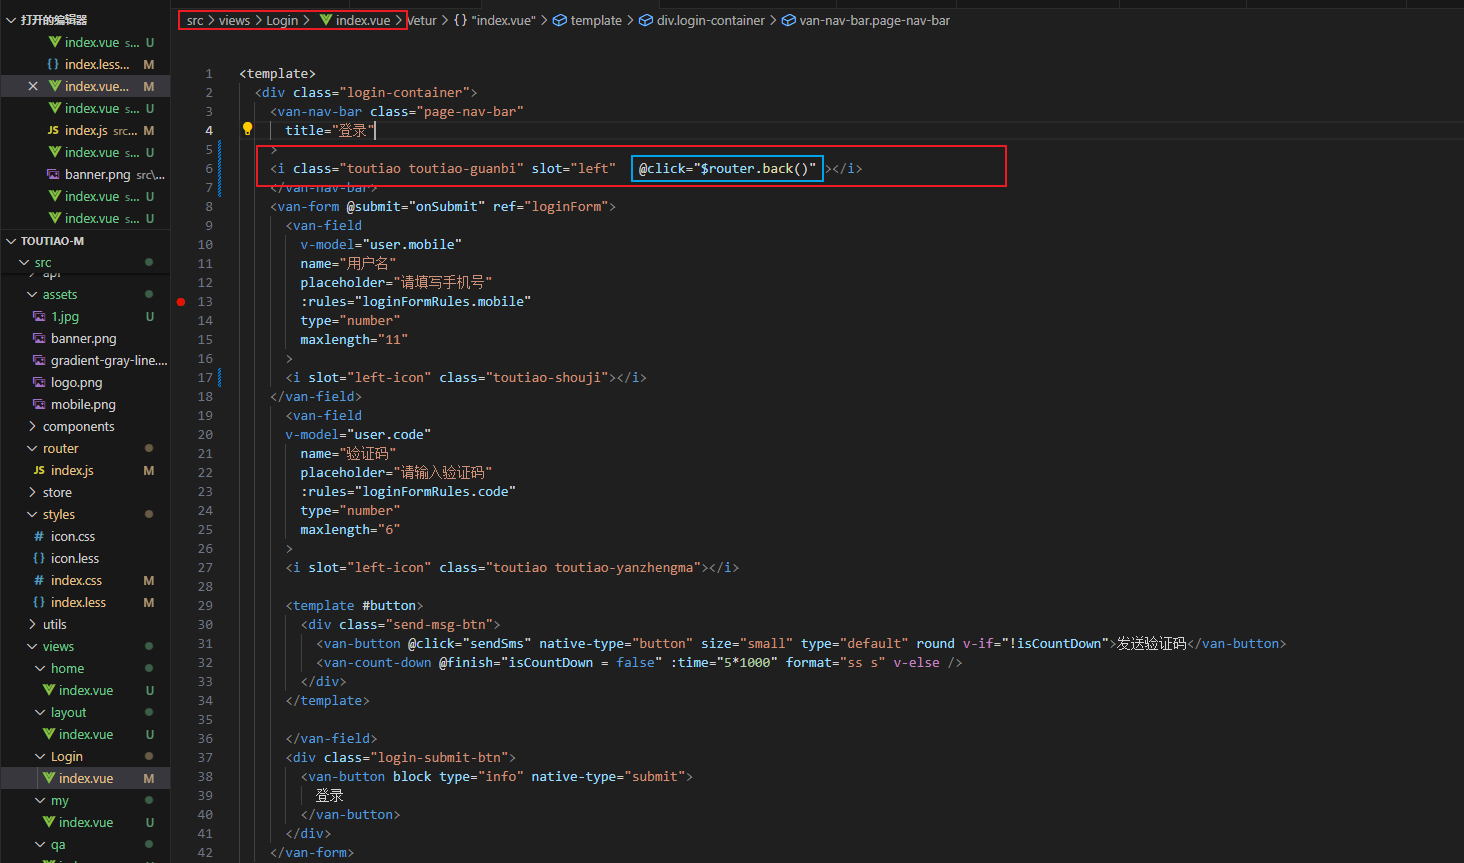 打开的编辑器
index.vue s... U
index.less... M
index.vue... M
index.vue s... U
JS index.js src... M
index.vue s... U
banner.png src\...
index.vue s... U
index.vue s... U
TOUTIAO-M
src
api
assets
1.jpg U
banner.png
gradient-gray-line....
logo.png
mobile.png
components
router
JS index.js M
store
styles
# icon.css
{} icon.less
# index.css M
{} index.less M
utils
views
home
index.vue U
layout
index.vue U
Login
index.vue M
my
index.vue U
qa
src > views > Login > index.vue > Vetur > {} "index.vue" > template > div.login-container > van-nav-bar.page-nav-bar
1 <template>
2 <div class="login-container">
3 <van-nav-bar class="page-nav-bar"
4 title="登录"
5 >
6 <i class="toutiao toutiao-guanbi" slot="left" @click="$router.back()" ></i>
7 </van-nav-bar>
8 <van-form @submit="onSubmit" ref="loginForm">
9 <van-field
10 v-model="user.mobile"
11 name="用户名"
12 placeholder="请填写手机号"
13 :rules="loginFormRules.mobile"
14 type="number"
15 maxlength="11"
16 >
17 <i slot="left-icon" class="toutiao-shouji"></i>
18 </van-field>
19 <van-field
20 v-model="user.code"
21 name="验证码"
22 placeholder="请输入验证码"
23 :rules="loginFormRules.code"
24 type="number"
25 maxlength="6"
26 >
27 <i slot="left-icon" class="toutiao toutiao-yanzhengma"></i>
28
29 <template #button>
30 <div class="send-msg-btn">
31 <van-button @click="sendSms" native-type="button" size="small" type="default" round v-if="!isCountDown">发送验证码</van-button>
32 <van-count-down @finish="isCountDown = false" :time="5*1000" format="ss s" v-else />
33 </div>
34 </template>
35
36 </van-field>
37 <div class="login-submit-btn">
38 <van-button block type="info" native-type="submit">
39 登录
40 </van-button>
41 </div>
42 </van-form>